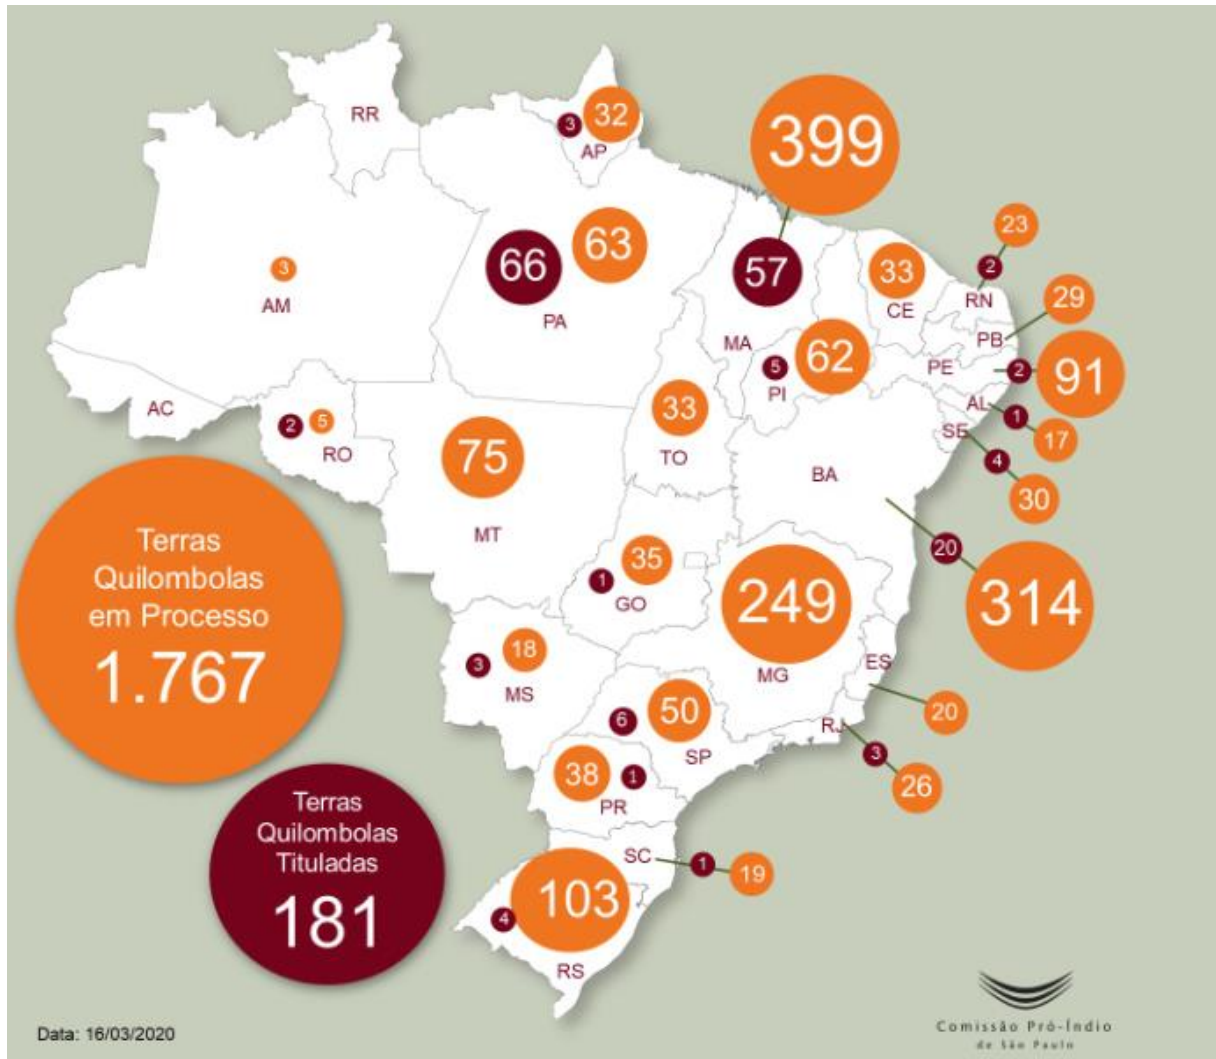 RR
3
32
AP
399
66
63
PA
57
MA
33
CE
23
2
RN
29
PB
3
AM
5
62
PI
PE
2
91
AL
1
17
SE
4
30
AC
2
5
RO
75
MT
33
TO
BA
20
314
Terras
Quilombolas
em Processo
1.767
1
35
GO
249
MG
ES
20
3
18
MS
6
50
SP
RJ
3
26
38
1
PR
Terras
Quilombolas
Tituladas
181
SC
1
19
4
103
RS
Data: 16/03/2020
Comissão Pró-Índio
de São Paulo